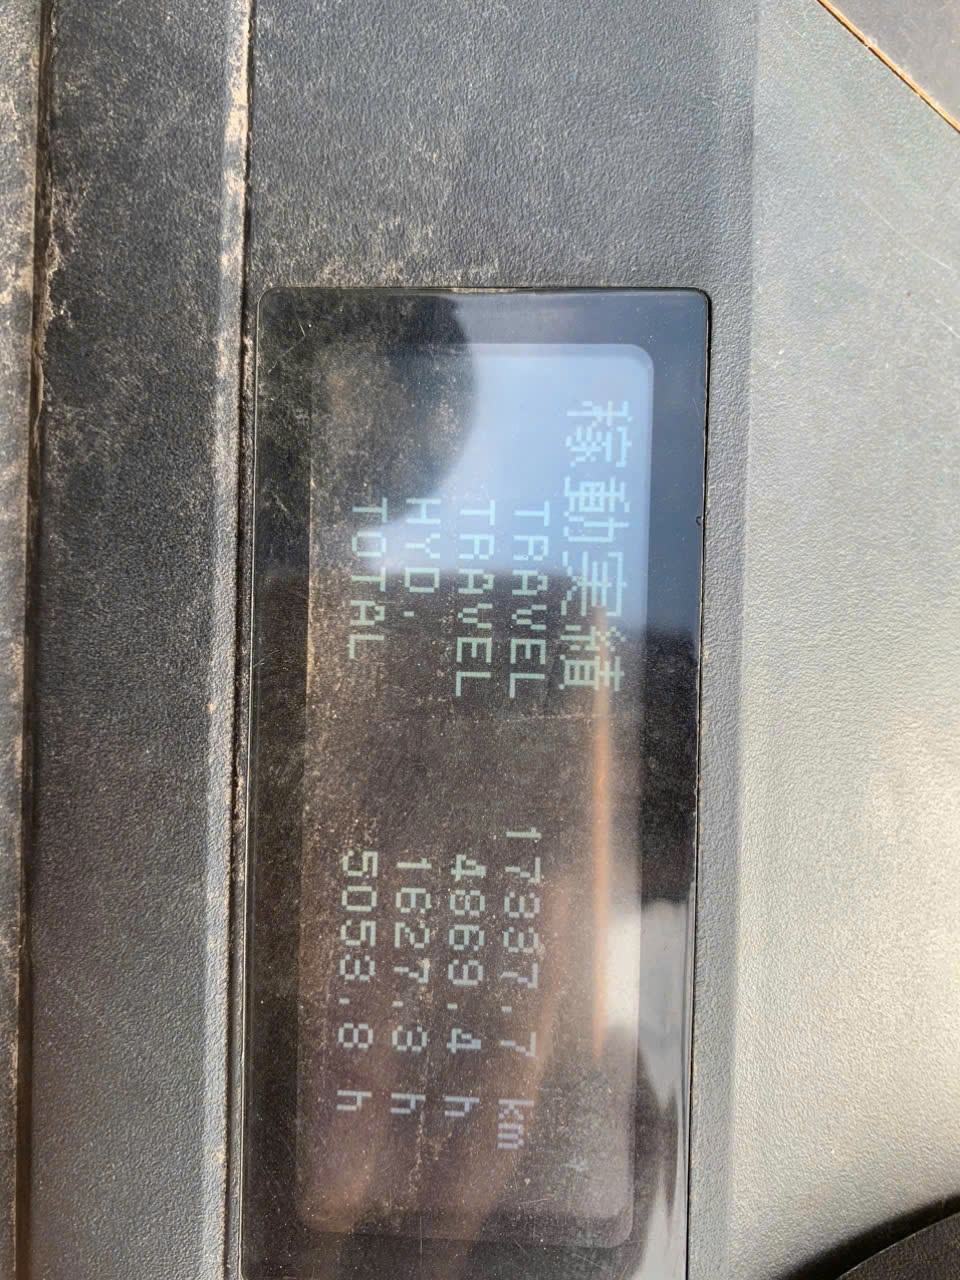 稼動実績
TRAVEL 17337.7 km
TRAVEL 4869.4 h
HYD. 1627.3 h
TOTAL 5053.8 h